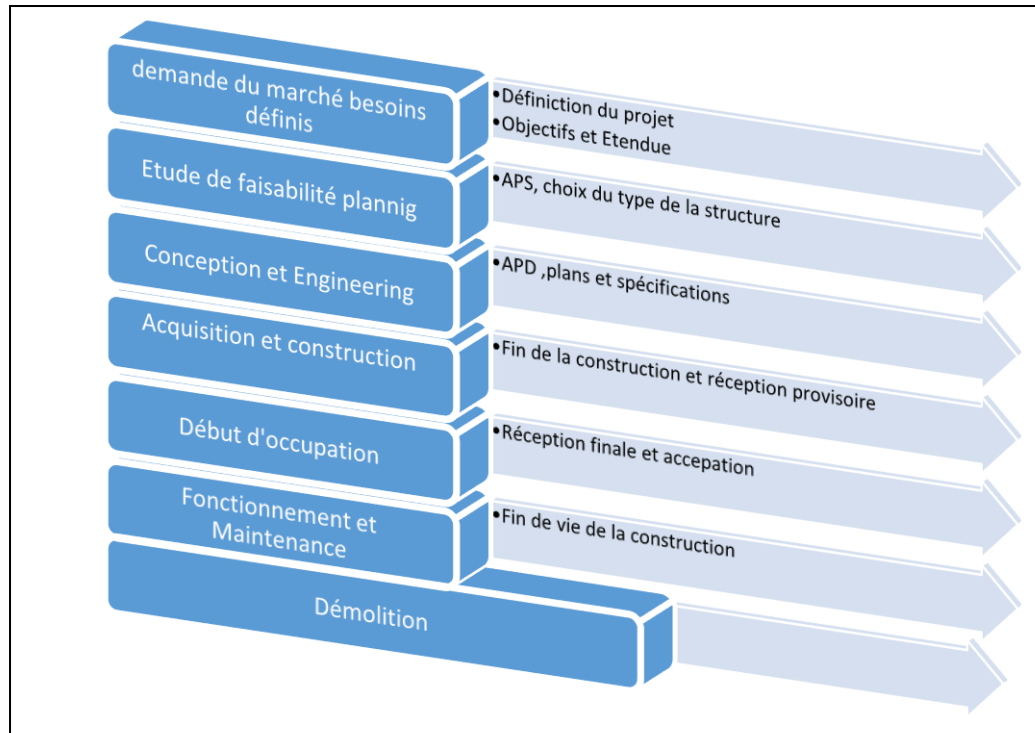 demande du marché besoins
définis
•Définiction du projet
•Objectifs et Etendue
Etude de faisabilité plannig
•APS, choix du type de la structure
Conception et Engineering
•APD ,plans et spécifications
Acquisition et construction
•Fin de la construction et réception provisoire
Début d'occupation
•Réception finale et accepation
Fonctionnement et
Maintenance
•Fin de vie de la construction
Démolition